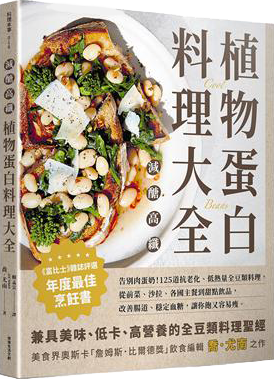 植物蛋白
料理大全
Cool
Beans
減醣高纖
《富比士》雜誌評選
年度最佳
烹飪書
告別肉蛋奶!125道抗老化、低熱量全豆類料理,
從前菜、沙拉、各國主餐到甜點飲品,
改善腸道、穩定血糖,讓你飽又容易瘦。
兼具美味、低卡、高營養的全豆類料理聖經
美食界奧斯卡「詹姆斯・比爾德獎」飲食編輯 喬・尤南 之作
減醣高纖 植物蛋白料理大全